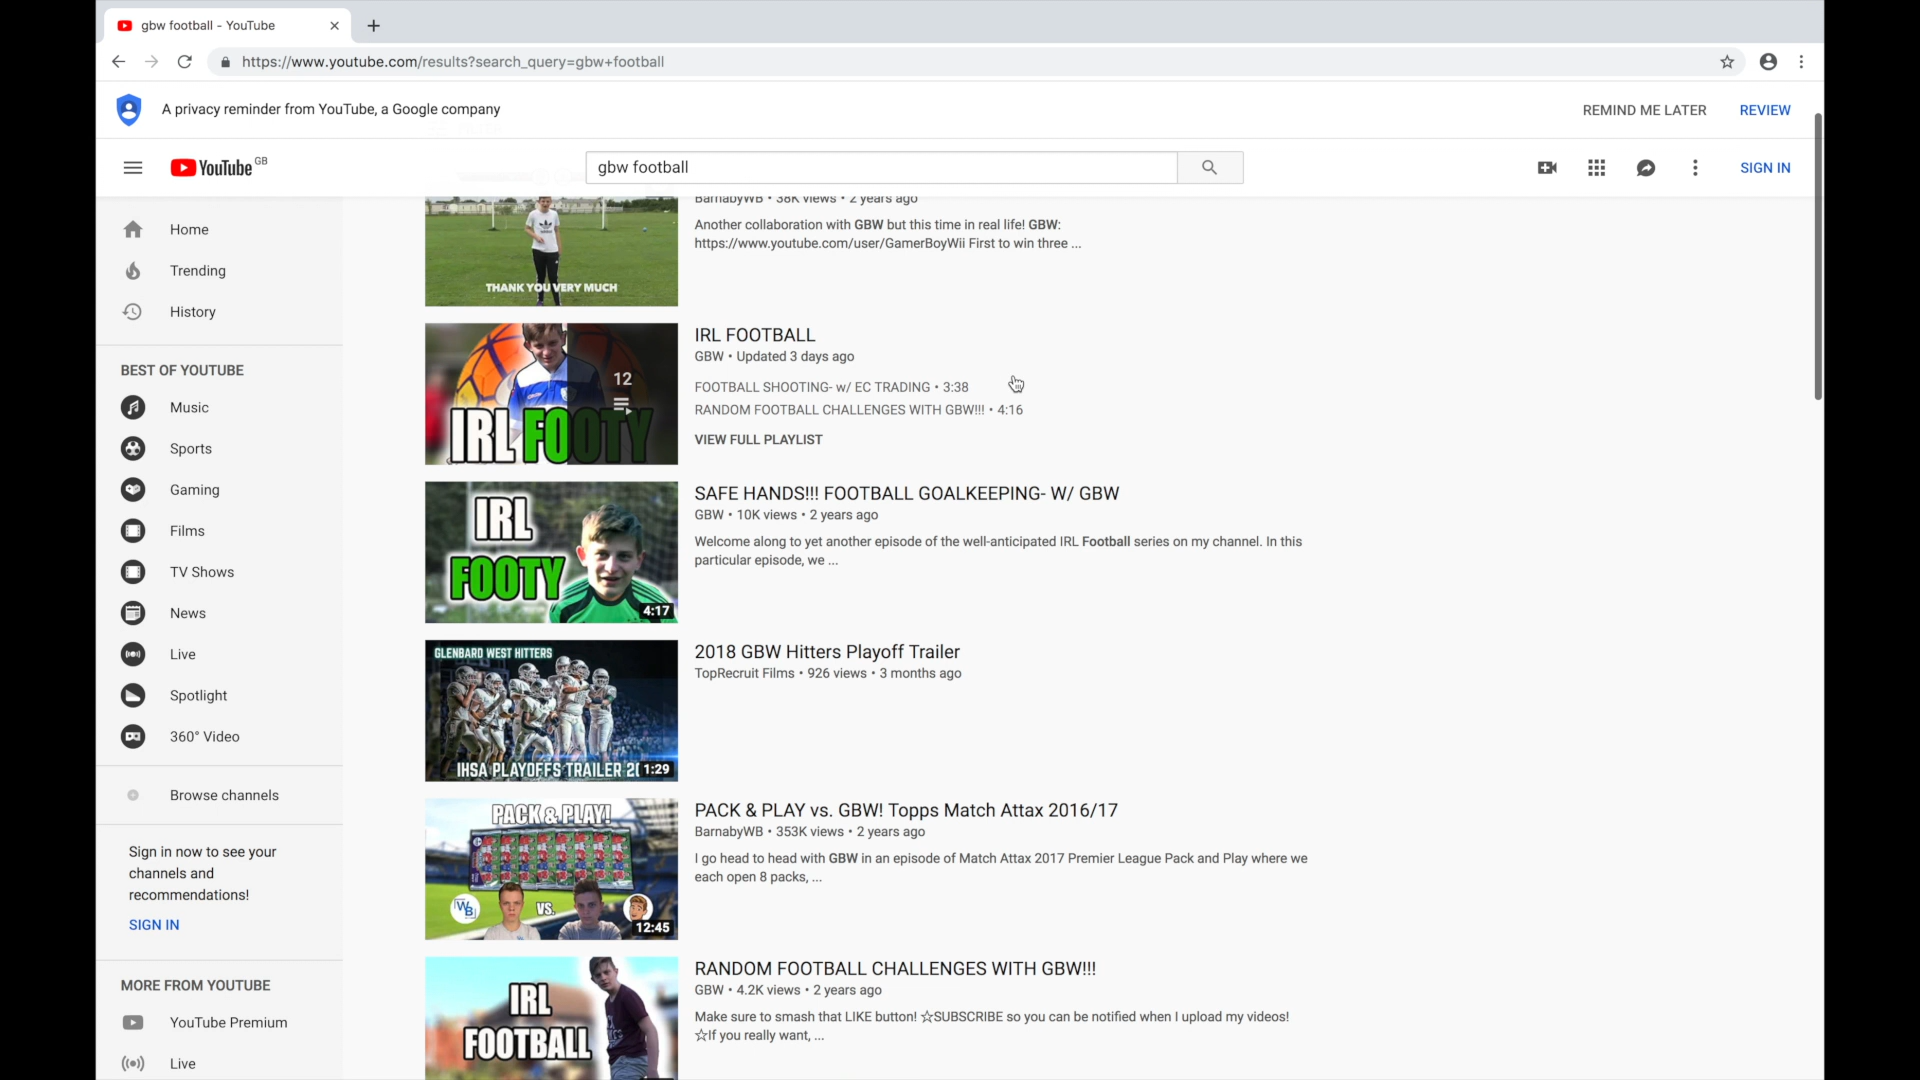 gbw football - YouTube
https://www.youtube.com/results?search_query=gbw+football
A privacy reminder from YouTube, a Google company
REMIND ME LATER
REVIEW
YouTube GB
gbw football
SIGN IN
Home
Trending
History
BEST OF YOUTUBE
Music
Sports
Gaming
Films
TV Shows
News
Live
Spotlight
360° Video
Browse channels
Sign in now to see your
channels and
recommendations!
SIGN IN
MORE FROM YOUTUBE
YouTube Premium
Live
THANK YOU VERY MUCH
BarnabyWB • 38K views • 2 years ago
Another collaboration with GBW but this time in real life! GBW:
https://www.youtube.com/user/GamerBoyWii First to win three ...
IRL FOOTY
12
IRL FOOTBALL
GBW • Updated 3 days ago
FOOTBALL SHOOTING- w/ EC TRADING • 3:38
RANDOM FOOTBALL CHALLENGES WITH GBW!!! • 4:16
VIEW FULL PLAYLIST
IRL
FOOTY
4:17
SAFE HANDS!!! FOOTBALL GOALKEEPING- W/ GBW
GBW • 10K views • 2 years ago
Welcome along to yet another episode of the well-anticipated IRL Football series on my channel. In this
particular episode, we ...
GLENBARD WEST HITTERS
IHSA PLAYOFFS TRAILER 2
1:29
2018 GBW Hitters Playoff Trailer
TopRecruit Films • 926 views • 3 months ago
PACK & PLAY!
WB
VS.
12:45
PACK & PLAY vs. GBW! Topps Match Attax 2016/17
BarnabyWB • 353K views • 2 years ago
I go head to head with GBW in an episode of Match Attax 2017 Premier League Pack and Play where we
each open 8 packs, ...
IRL
FOOTBALL
RANDOM FOOTBALL CHALLENGES WITH GBW!!!
GBW • 4.2K views • 2 years ago
Make sure to smash that LIKE button! ☆SUBSCRIBE so you can be notified when I upload my videos!
☆If you really want, ...